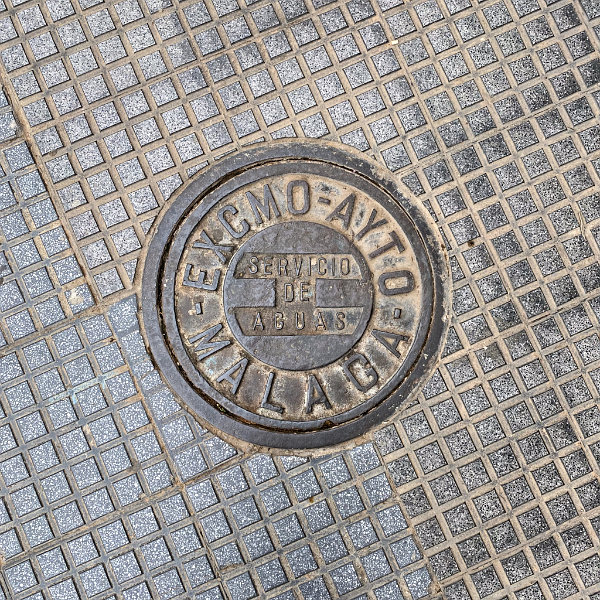 EXCMO-AYTO
SERVICIO
DE
AGUAS
-MALAGA-